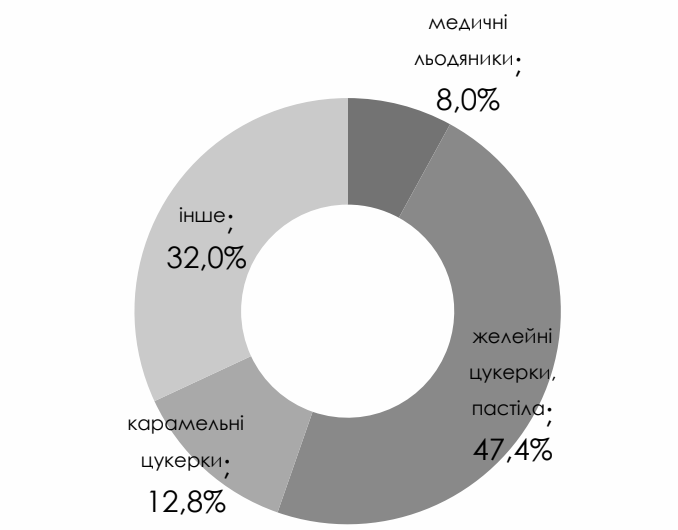 медичні
льодяники;
8,0%
інше;
32,0%
желейні
цукерки,
пастіла;
47,4%
карамельні
цукерки;
12,8%